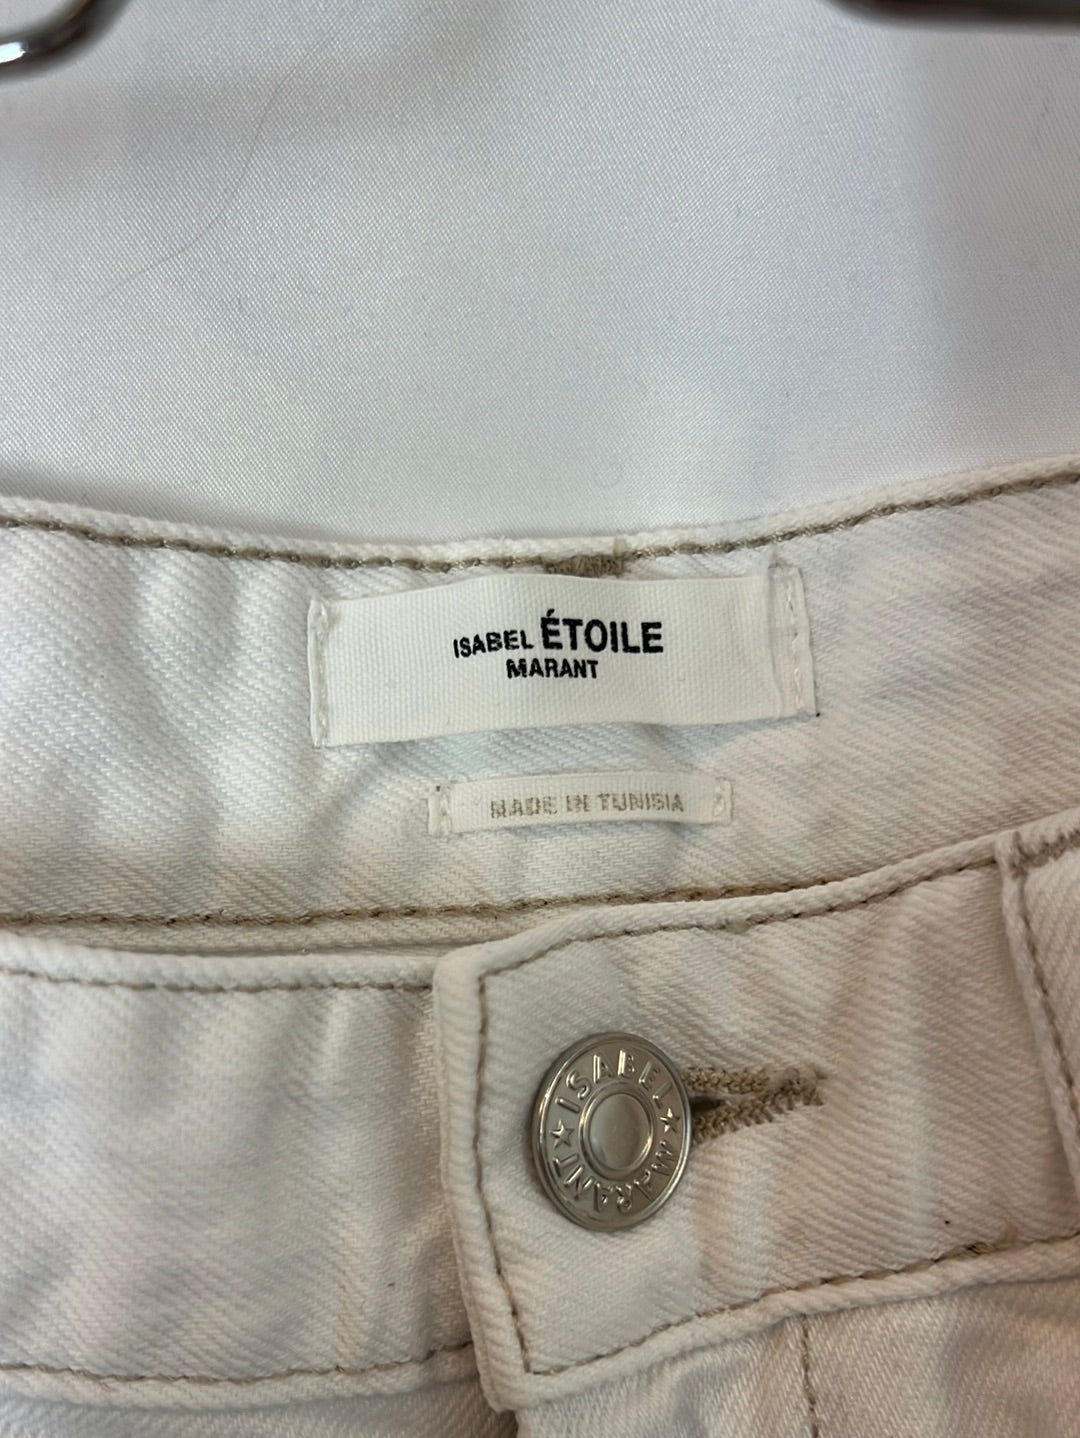 ISABEL ÉTOILE
MARANT
MADE IN TUNISIA
ISABEL ★ MARANT ★